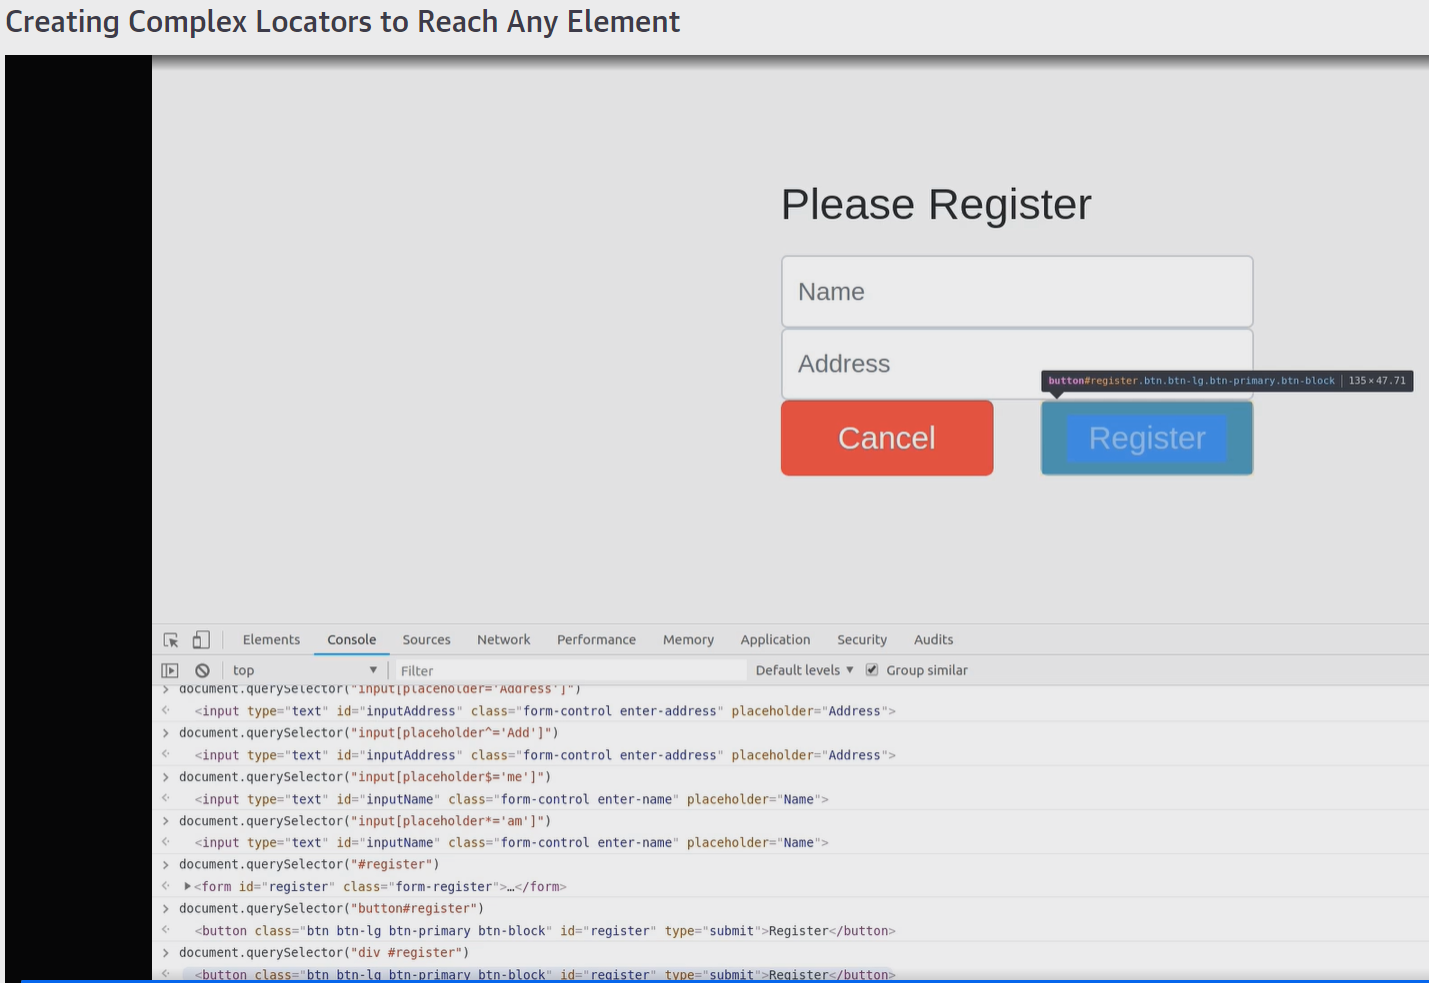 Creating Complex Locators to Reach Any Element
Please Register
Name
Address
button#register.btn.btn-lg.btn-primary.btn-block | 135×47.71
Cancel
Register
Elements Console Sources Network Performance Memory Application Security Audits
top ▼ Filter Default levels ▼ Group similar
> document.querySelector("input[placeholder='Address']")
<input type="text" id="inputAddress" class="form-control enter-address" placeholder="Address">
> document.querySelector("input[placeholder^='Add']")
<input type="text" id="inputAddress" class="form-control enter-address" placeholder="Address">
> document.querySelector("input[placeholder$='me']")
<input type="text" id="inputName" class="form-control enter-name" placeholder="Name">
> document.querySelector("input[placeholder*='am']")
<input type="text" id="inputName" class="form-control enter-name" placeholder="Name">
> document.querySelector("#register")
▶<form id="register" class="form-register">…</form>
> document.querySelector("button#register")
<button class="btn btn-lg btn-primary btn-block" id="register" type="submit">Register</button>
> document.querySelector("div #register")
<button class="btn btn-lg btn-primary btn-block" id="register" type="submit">Register</button>